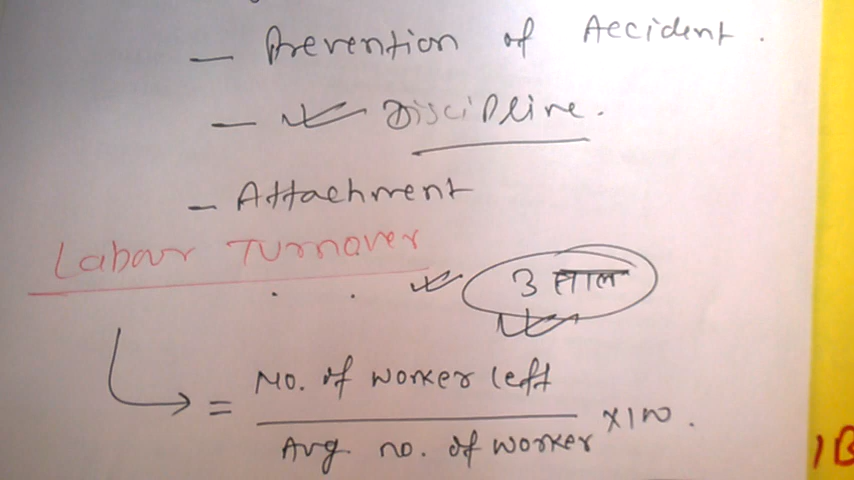 — Prevention of Accident.
— Discipline.
— Attachment
Labour Turnover
3 साल
= No. of worker left
Avg. no. of worker ×100.